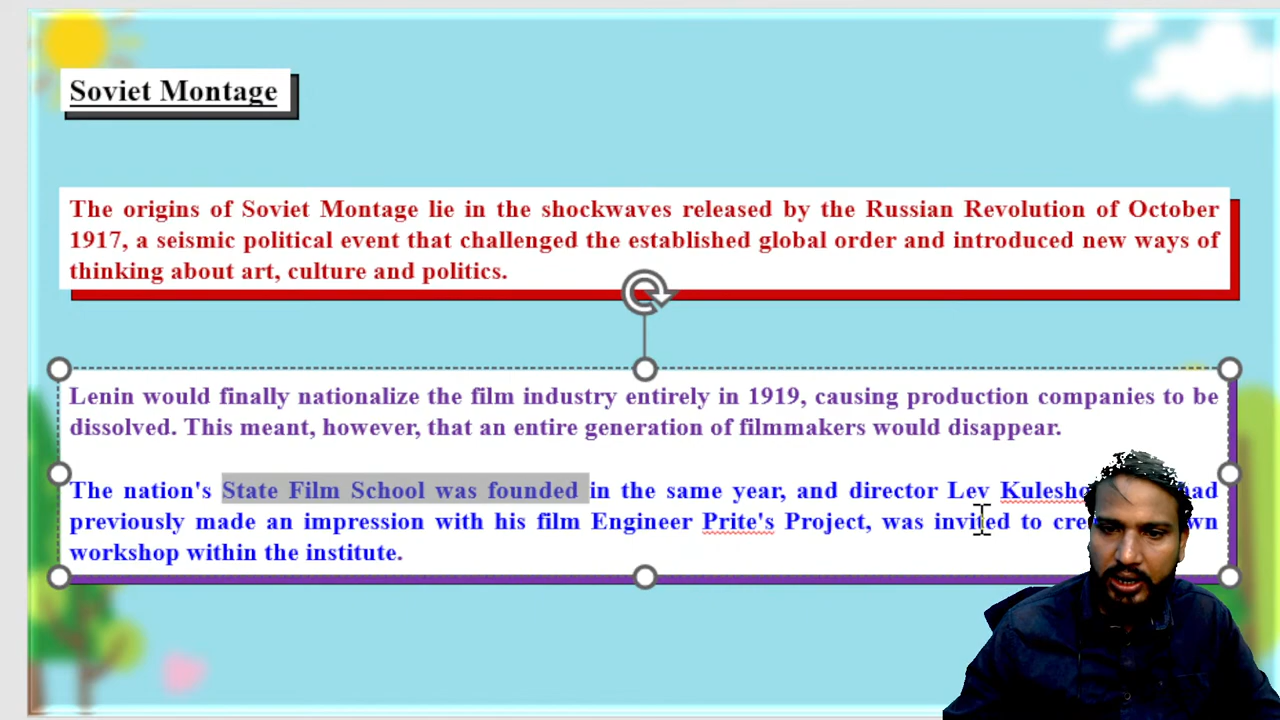 Soviet Montage
The origins of Soviet Montage lie in the shockwaves released by the Russian Revolution of October
1917, a seismic political event that challenged the established global order and introduced new ways of
thinking about art, culture and politics.
Lenin would finally nationalize the film industry entirely in 1919, causing production companies to be
dissolved. This meant, however, that an entire generation of filmmakers would disappear.
The nation's State Film School was founded in the same year, and director Lev
previously made an impression with his film Engineer Prite's Project, was invited to
workshop within the institute.